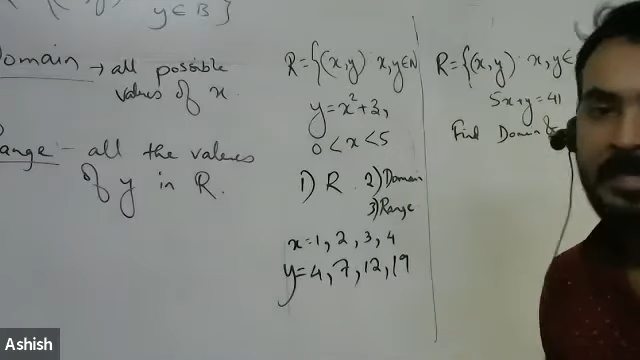 y ∈ B }
Domain → all possible
values of x.
ange :- all the values
of y in R.
R = {(x, y) : x, y ∈ N
y = x² + 3,
0 < x < 5
1) R 2) Domain
3) Range
x = 1, 2, 3, 4
y = 4, 7, 12, 19
R = {(x, y) : x, y ∈
5x + y = 41
Find Domain &
Ashish